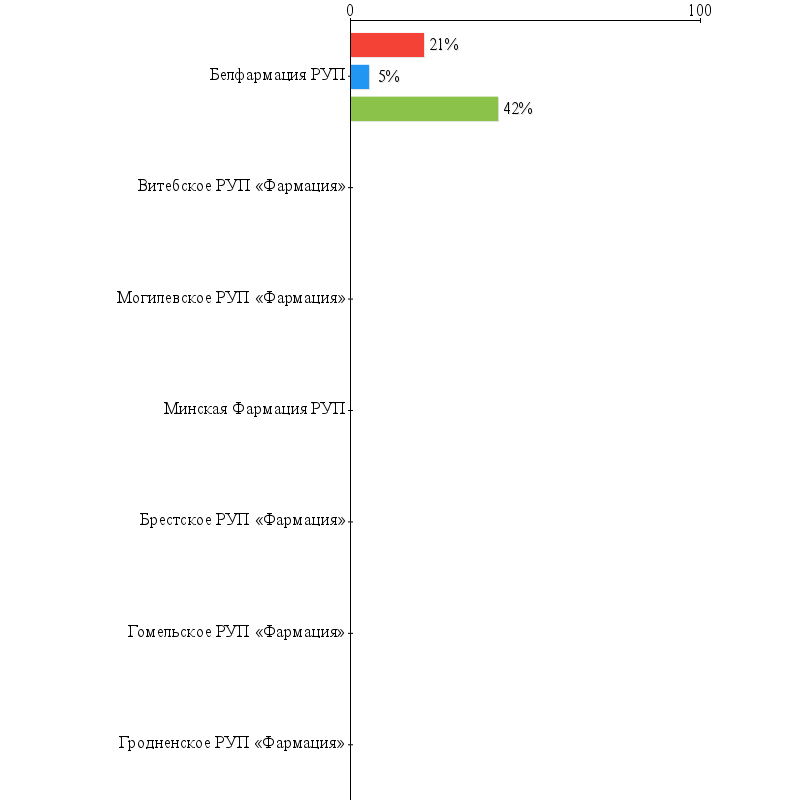 0 100
21%
Белфармация РУП 5%
42%
Витебское РУП «Фармация»
Могилевское РУП «Фармация»
Минская Фармация РУП
Брестское РУП «Фармация»
Гомельское РУП «Фармация»
Гродненское РУП «Фармация»